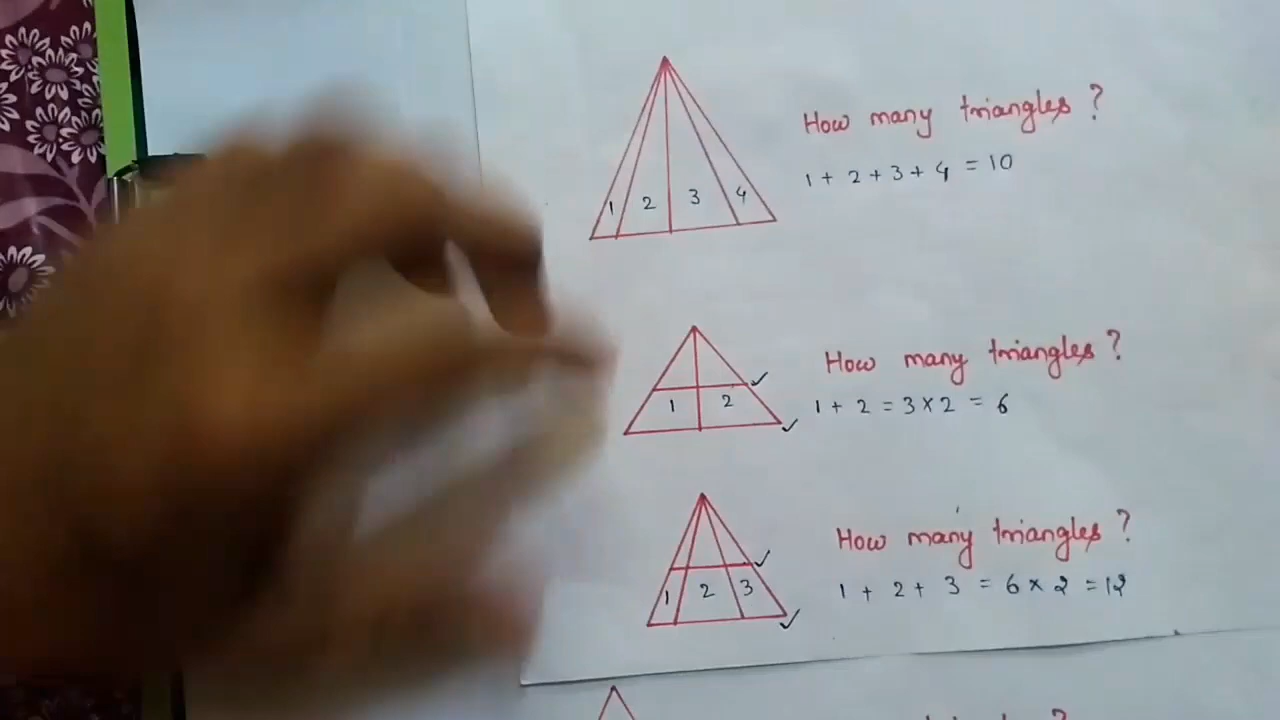 How many triangles ?
1 + 2 + 3 + 4 = 10
1 2 3 4
How many triangles ?
1 + 2 = 3 × 2 = 6
1 2
How many triangles ?
1 + 2 + 3 = 6 × 2 = 12
1 2 3